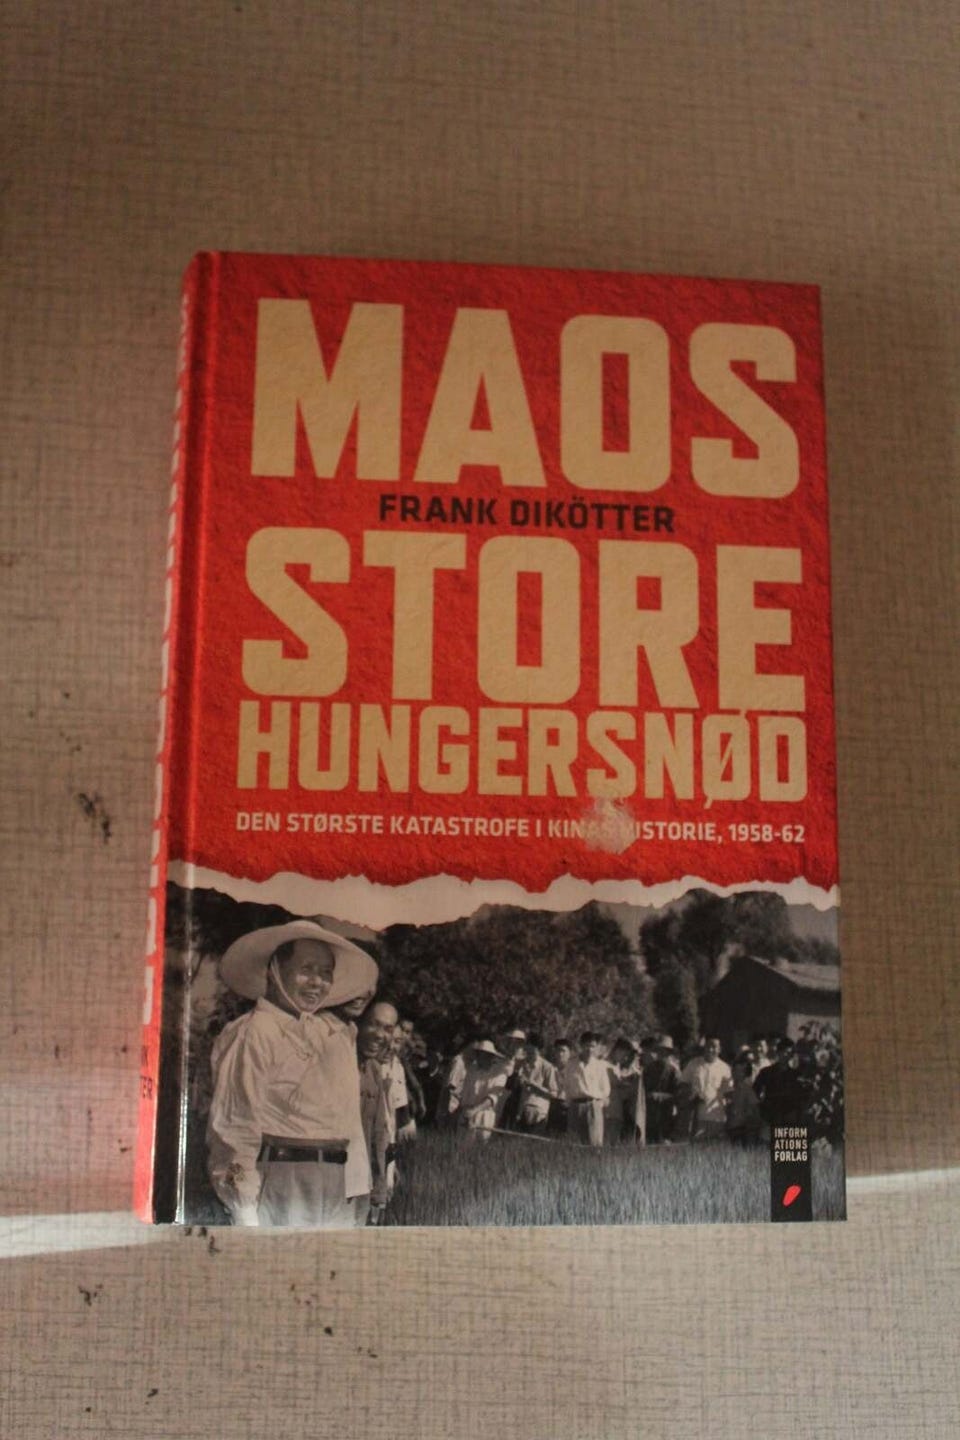 MAOS
FRANK DIKÖTTER
STORE
HUNGERSNØD
DEN STØRSTE KATASTROFE I KINAS HISTORIE, 1958-62
INFORM
ATIONS
FORLAG